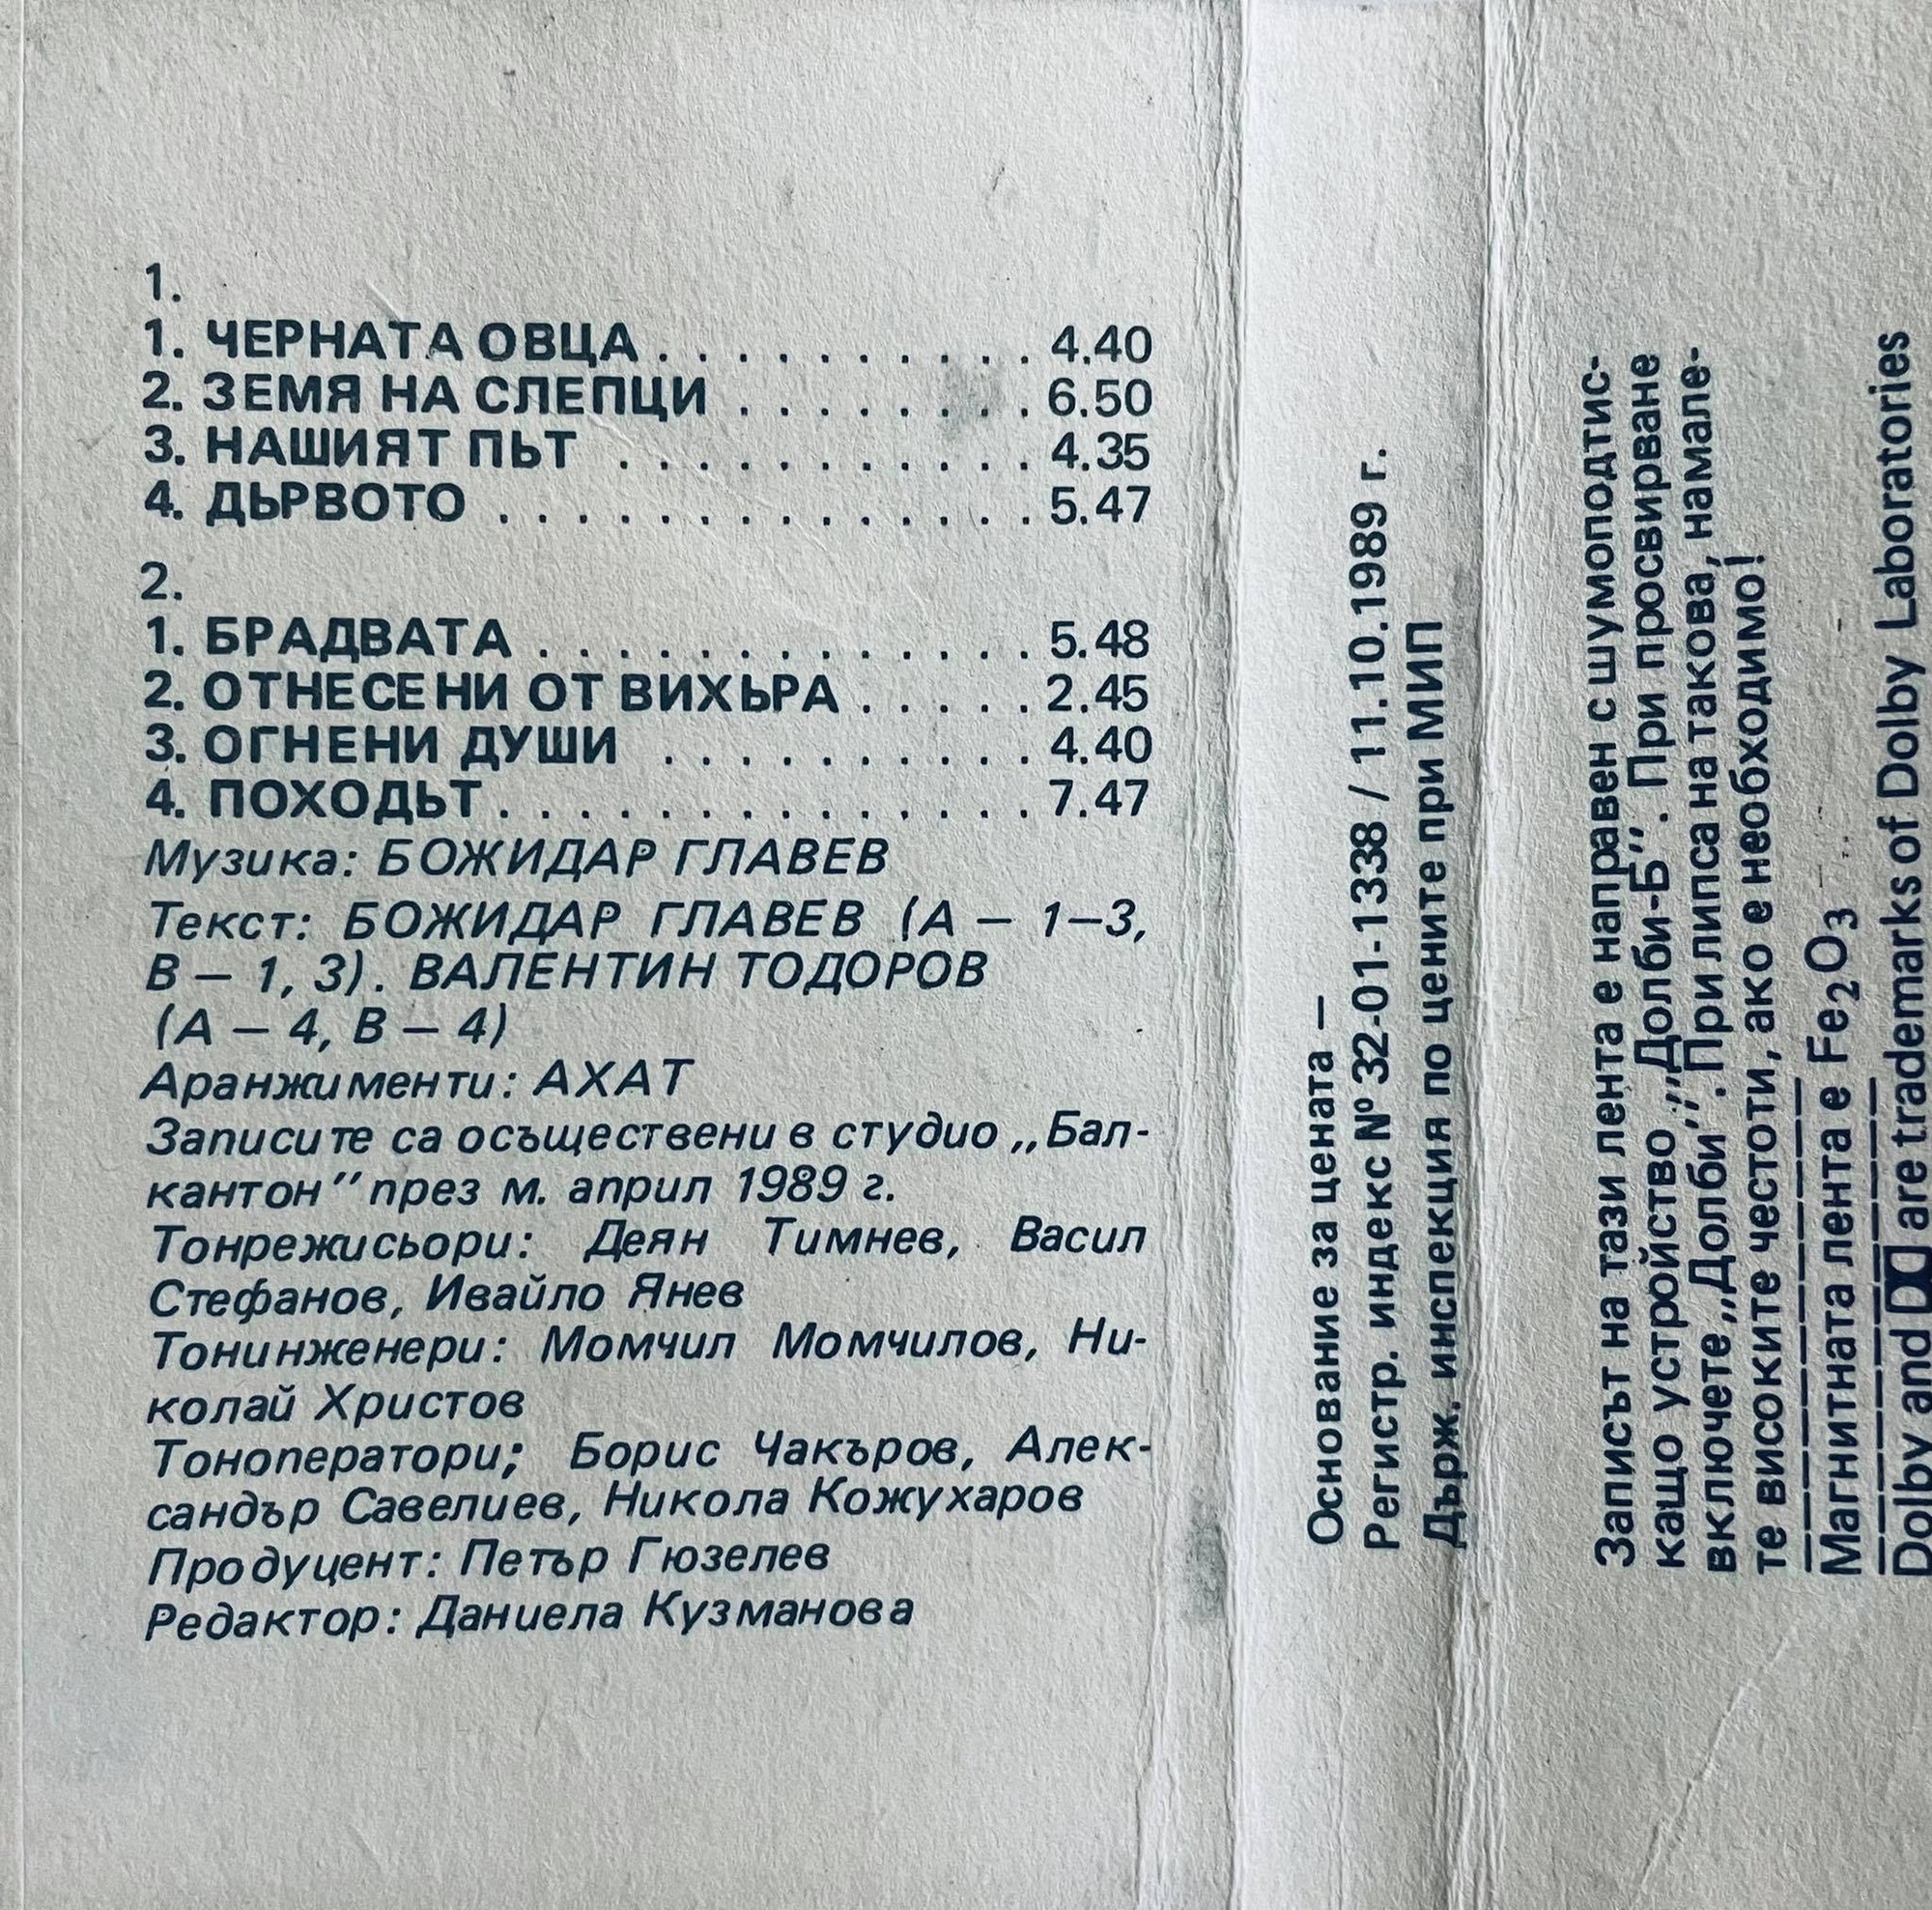 1.
1. ЧЕРНАТА ОВЦА . . . . . . . . . . . 4.40
2. ЗЕМЯ НА СЛЕПЦИ . . . . . . . . . 6.50
3. НАШИЯТ ПЬТ . . . . . . . . . . . . . 4.35
4. ДЬРВОТО . . . . . . . . . . . . . . . . 5.47
2.
1. БРАДВАТА . . . . . . . . . . . . . . . 5.48
2. ОТНЕСЕНИ ОТ ВИХЬРА . . . . . . 2.45
3. ОГНЕНИ ДУШИ . . . . . . . . . . . 4.40
4. ПОХОДЬТ . . . . . . . . . . . . . . . . 7.47
Музика: БОЖИДАР ГЛАВЕВ
Текст: БОЖИДАР ГЛАВЕВ (А — 1—3,
В — 1, 3). ВАЛЕНТИН ТОДОРОВ
(А — 4, В — 4)
Аранжименти: АХАТ
Записите са осъществени в студио ,,Бал-
кантон" през м. април 1989 г.
Тонрежисьори: Деян Тимнев, Васил
Стефанов, Ивайло Янев
Тонинженери: Момчил Момчилов, Ни-
колай Христов
Тоноператори; Борис Чакъров, Алек-
сандър Савелиев, Никола Кожухаров
Продуцент: Петър Гюзелев
Редактор: Даниела Кузманова
Основание за цената —
Регистр. индекс № 32-01-1338 / 11.10.1989 г.
Държ. инспекция по цените при МИП
Записът на тази лента е направен с шумоподтис-
кащо устройство ,,Долби-Б". При просвирване
включете ,,Долби". При липса на такова, намале-
те високите честоти, ако е необходимо!
Магнитната лента е Fe₂O₃
Dolby and are trademarks of Dolby Laboratories